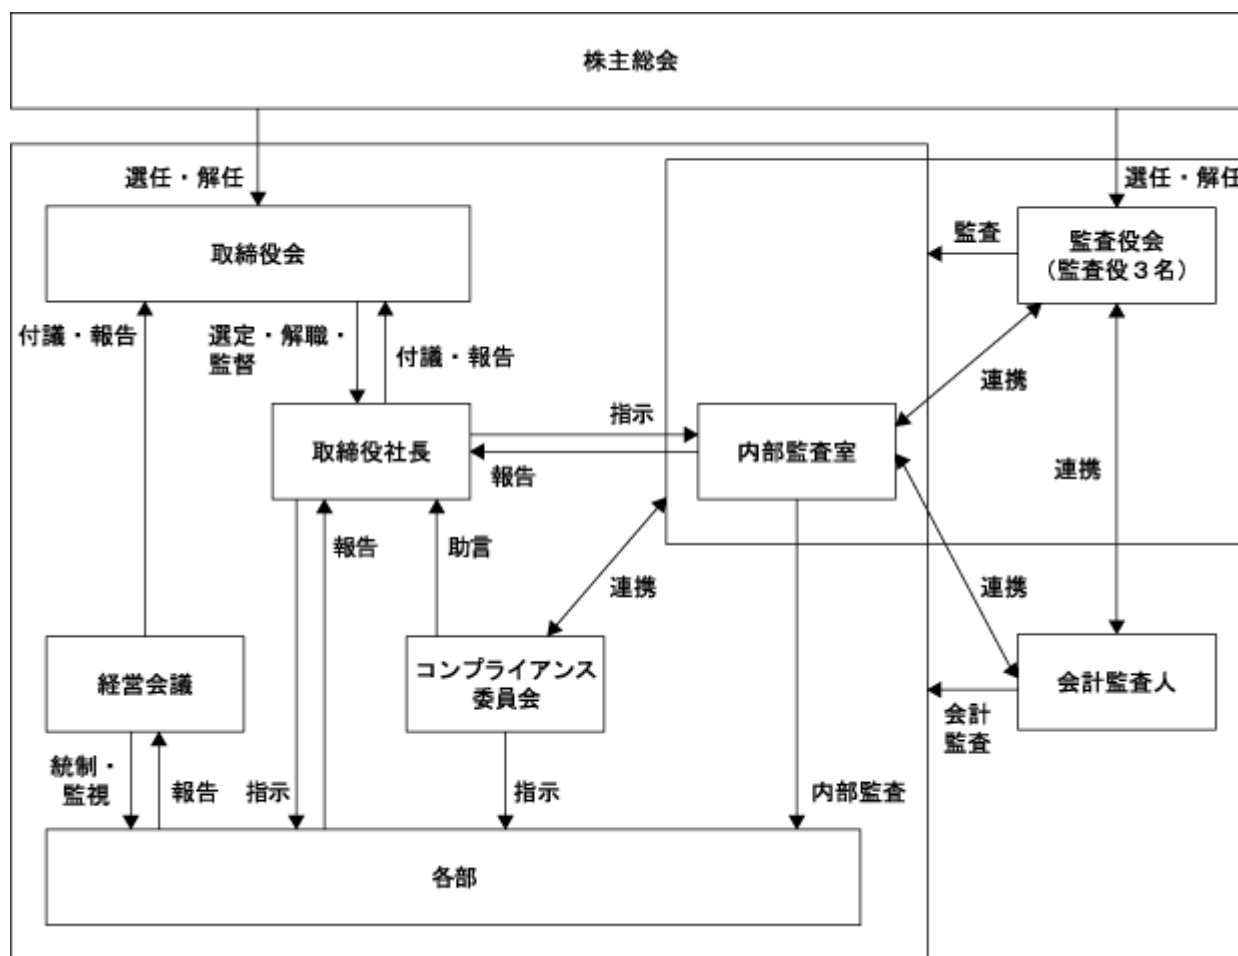 株主総会
選任・解任
選任・解任
取締役会
監査
監査役会
（監査役３名）
付議・報告
選定・解職・
監督
付議・報告
連携
指示
取締役社長
内部監査室
報告
連携
報告
助言
連携
連携
経営会議
コンプライアンス
委員会
会計監査人
会計
監査
統制・
監視
報告
指示
指示
内部監査
各部